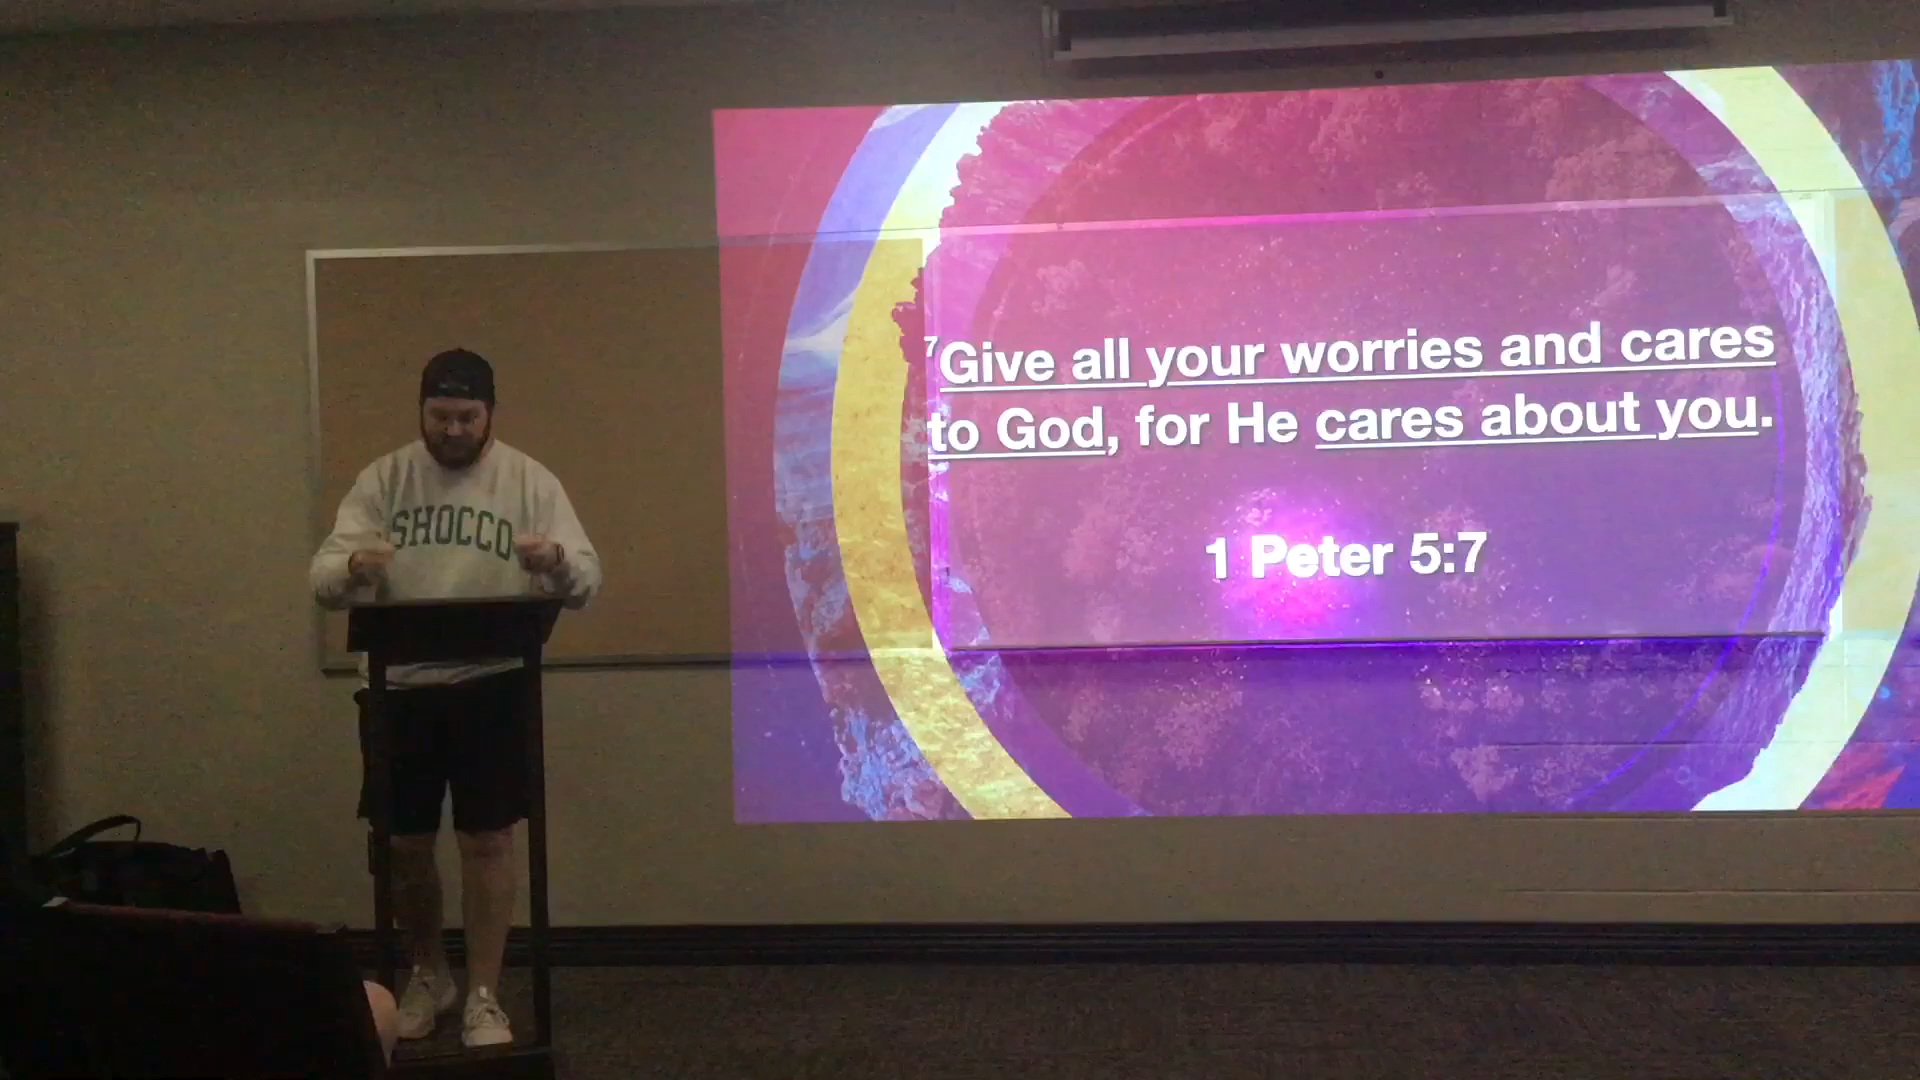 SHOCCO
7Give all your worries and cares
to God, for He cares about you.
1 Peter 5:7